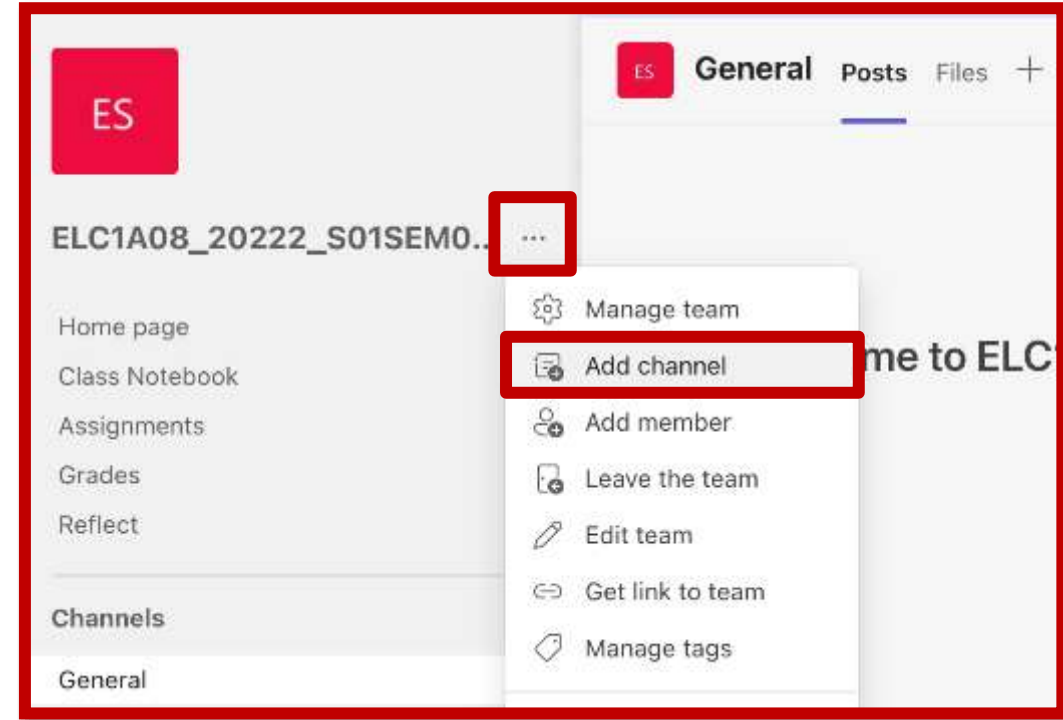 ES
ELC1A08_20222_S01SEM0..
...
Home page
Class Notebook
Assignments
Grades
Reflect
Channels
General
ES General Posts Files +
Manage team
Add channel
Add member
Leave the team
Edit team
Get link to team
Manage tags
me to ELC